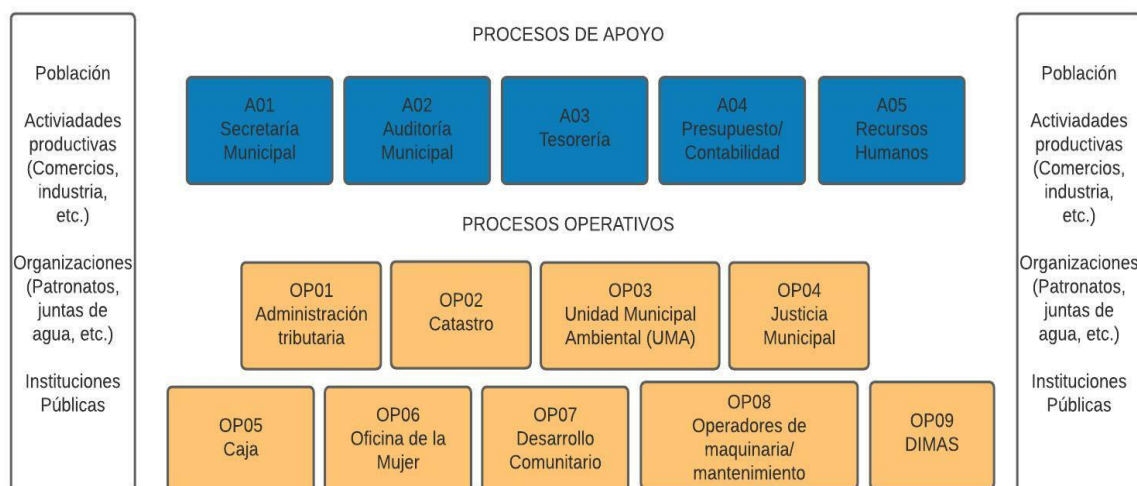 Población
Activiadades
productivas
(Comercios,
industria,
etc.)
Organizaciones
(Patronatos,
juntas de
agua, etc.)
Instituciones
Públicas
PROCESOS DE APOYO
A01
Secretaría
Municipal
A02
Auditoría
Municipal
A03
Tesorería
A04
Presupuesto/
Contabilidad
A05
Recursos
Humanos
PROCESOS OPERATIVOS
OP01
Administración
tributaria
OP02
Catastro
OP03
Unidad Municipal
Ambiental (UMA)
OP04
Justicia
Municipal
OP05
Caja
OP06
Oficina de la
Mujer
OP07
Desarrollo
Comunitario
OP08
Operadores de
maquinaria/
mantenimiento
OP09
DIMAS
Población
Activiadades
productivas
(Comercios,
industria,
etc.)
Organizaciones
(Patronatos,
juntas de
agua, etc.)
Instituciones
Públicas